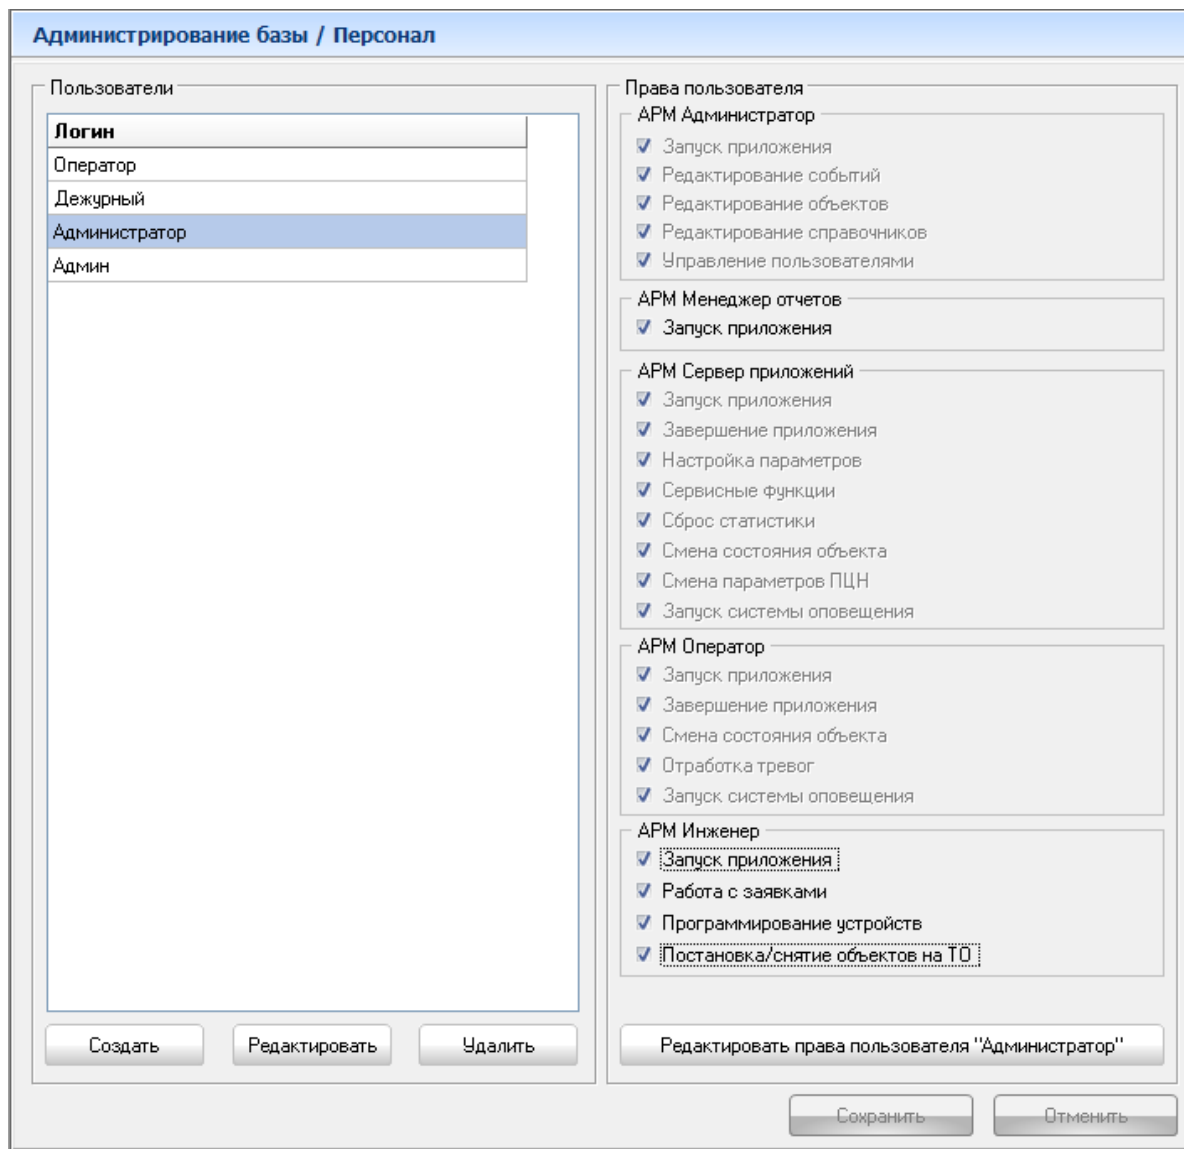 Администрирование базы / Персонал
Пользователи
Логин
Оператор
Дежурный
Администратор
Админ
Создать
Редактировать
Удалить
Права пользователя
АРМ Администратор
Запуск приложения
Редактирование событий
Редактирование объектов
Редактирование справочников
Управление пользователями
АРМ Менеджер отчетов
Запуск приложения
АРМ Сервер приложений
Запуск приложения
Завершение приложения
Настройка параметров
Сервисные функции
Сброс статистики
Смена состояния объекта
Смена параметров ПЦН
Запуск системы оповещения
АРМ Оператор
Запуск приложения
Завершение приложения
Смена состояния объекта
Отработка тревог
Запуск системы оповещения
АРМ Инженер
Запуск приложения
Работа с заявками
Программирование устройств
Постановка/снятие объектов на ТО
Редактировать права пользователя "Администратор"
Сохранить
Отменить